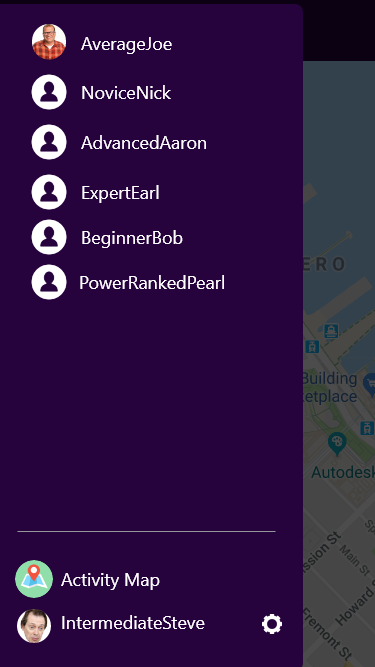 AverageJoe
NoviceNick
AdvancedAaron
ExpertEarl
BeginnerBob
PowerRankedPearl
Activity Map
IntermediateSteve
ERO
Building
etplace
Autodesk
ssion St
Main St
Howard
Fremont St